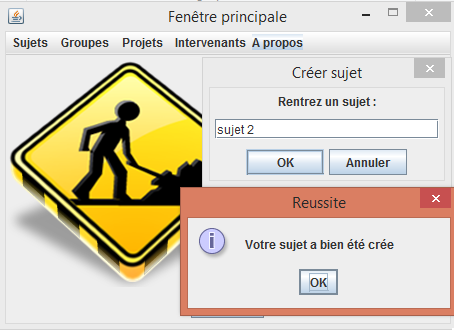 Fenêtre principale
Sujets Groupes Projets Intervenants A propos
Créer sujet
Rentrez un sujet :
sujet 2
OK Annuler
Reussite
Votre sujet a bien été crée
OK